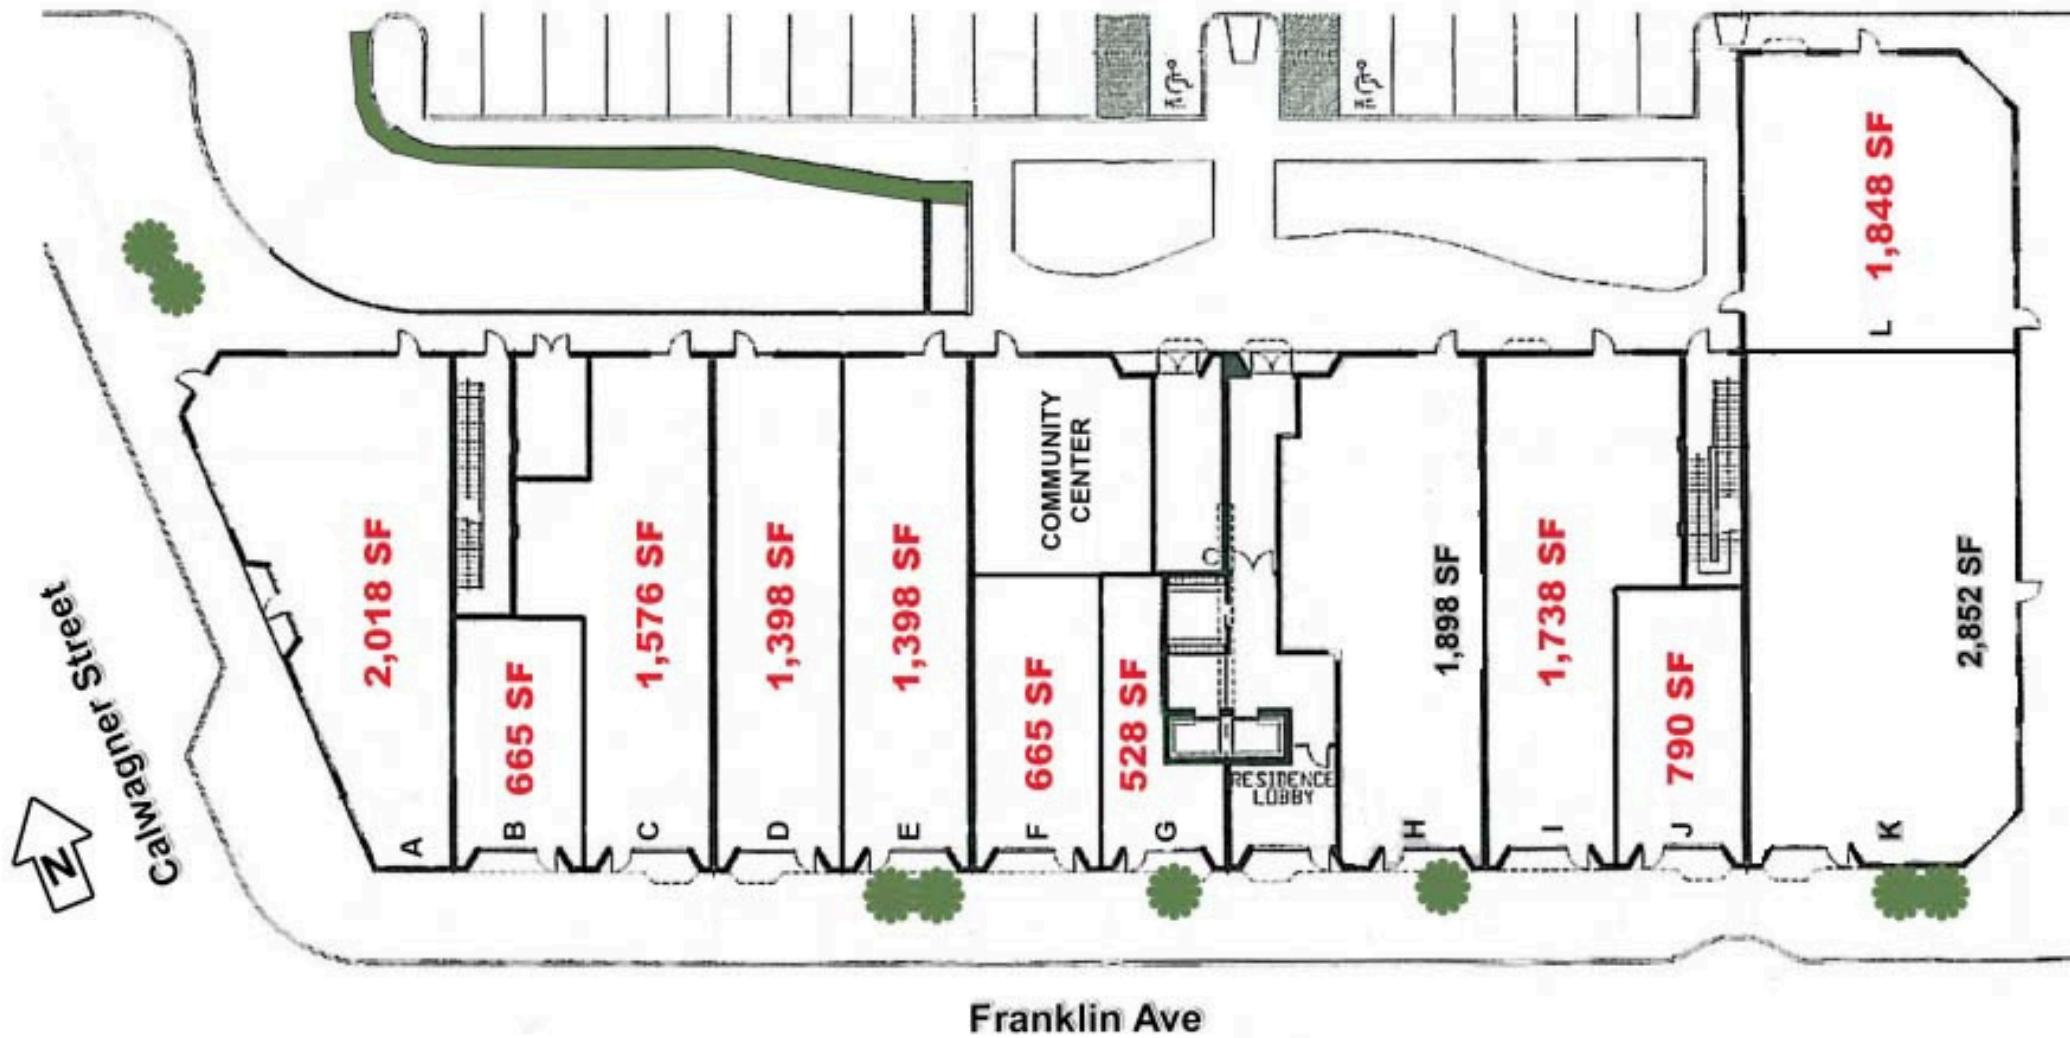 1,848 SF
L
COMMUNITY
CENTER
2,018 SF
665 SF
1,576 SF
1,398 SF
1,398 SF
665 SF
528 SF
1,898 SF
1,738 SF
790 SF
2,852 SF
RESIDENCE
LOBBY
A
B
C
D
E
F
G
H
I
J
K
Calwagner Street
N
Franklin Ave